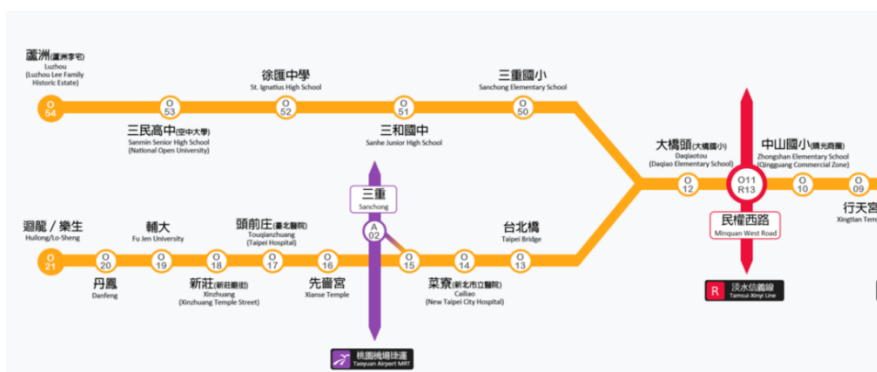 蘆洲(蘆洲李宅)
Luzhou
(Luzhou Lee Family
Historic Estate)
O
54
O
53
三民高中(空中大學)
Sanmin Senior High School
(National Open University)
徐匯中學
St. Ignatius High School
O
52
O
51
三和國中
Sanhe Junior High School
三重國小
Sanchong Elementary School
O
50
大橋頭(大橋國小)
Daqiaotou
(Daqiao Elementary School)
O
12
O11
R13
民權西路
Minquan West Road
R
淡水信義線
Tamsui Xinyi Line
中山國小(晴光商圈)
Zhongshan Elementary School
(Qingguang Commercial Zone)
O
10
O
09
行天宮
Xingtian Temp
迴龍/樂生
Huilong/Lo-Sheng
O
21
O
20
丹鳳
Danfeng
輔大
Fu Jen University
O
19
O
18
新莊(新莊廟街)
Xinzhuang
(Xinzhuang Temple Street)
頭前庄(臺北醫院)
Touqianzhuang
(Taipei Hospital)
O
17
O
16
先嗇宮
Xianse Temple
三重
Sanchong
A
02
O
15
桃園機場捷運
Taoyuan Airport MRT
O
14
菜寮(新北市立醫院)
Cailiao
(New Taipei City Hospital)
台北橋
Taipei Bridge
O
13